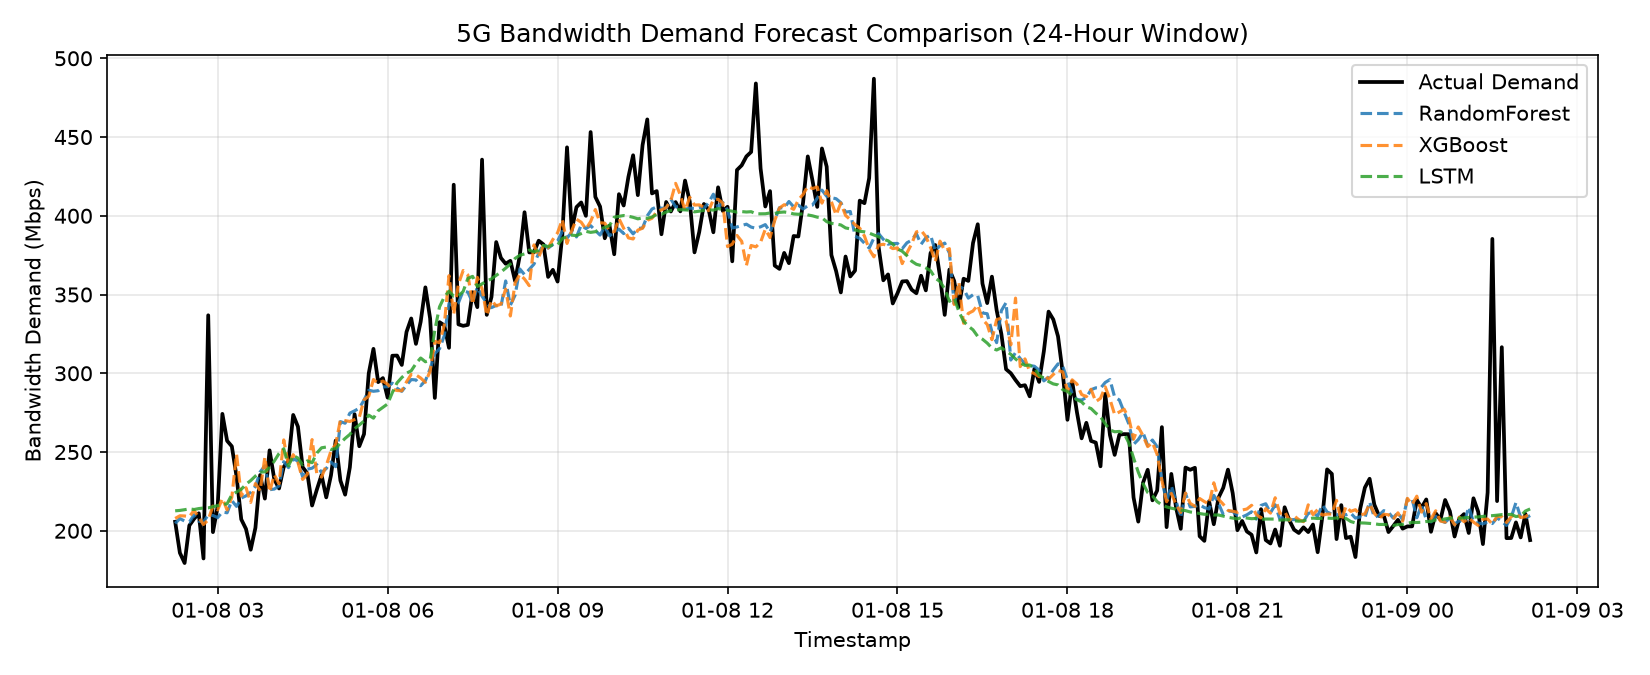 5G Bandwidth Demand Forecast Comparison (24-Hour Window)
Bandwidth Demand (Mbps)
500
450
400
350
300
250
200
Actual Demand
RandomForest
XGBoost
LSTM
01-08 03
01-08 06
01-08 09
01-08 12
01-08 15
01-08 18
01-08 21
01-09 00
01-09 03
Timestamp